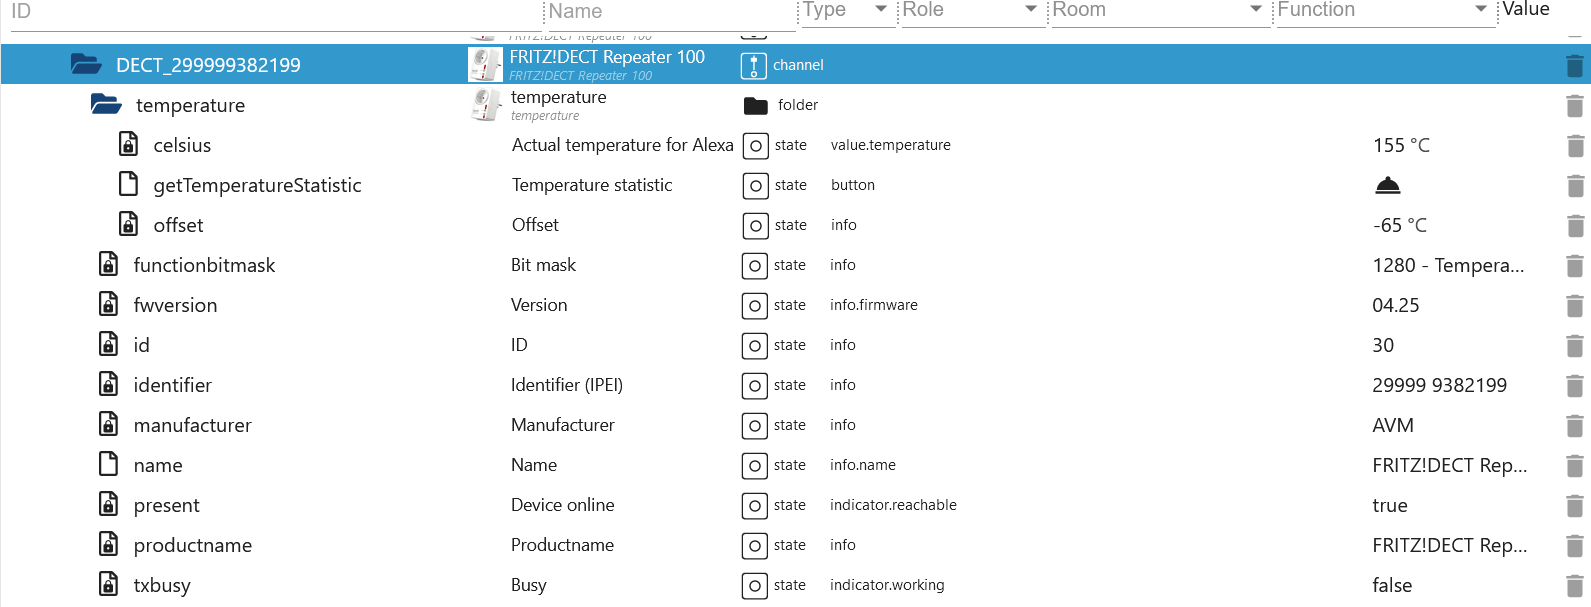 ID Name Type Role Room Function Value
FRITZ!DECT Repeater 100
DECT_299999382199 FRITZ!DECT Repeater 100 channel
FRITZ!DECT Repeater 100
temperature temperature folder
temperature
celsius Actual temperature for Alexa state value.temperature 155 °C
getTemperatureStatistic Temperature statistic state button
offset Offset state info -65 °C
functionbitmask Bit mask state info 1280 - Tempera...
fwversion Version state info.firmware 04.25
id ID state info 30
identifier Identifier (IPEI) state info 29999 9382199
manufacturer Manufacturer state info AVM
name Name state info.name FRITZ!DECT Rep...
present Device online state indicator.reachable true
productname Productname state info FRITZ!DECT Rep...
txbusy Busy state indicator.working false